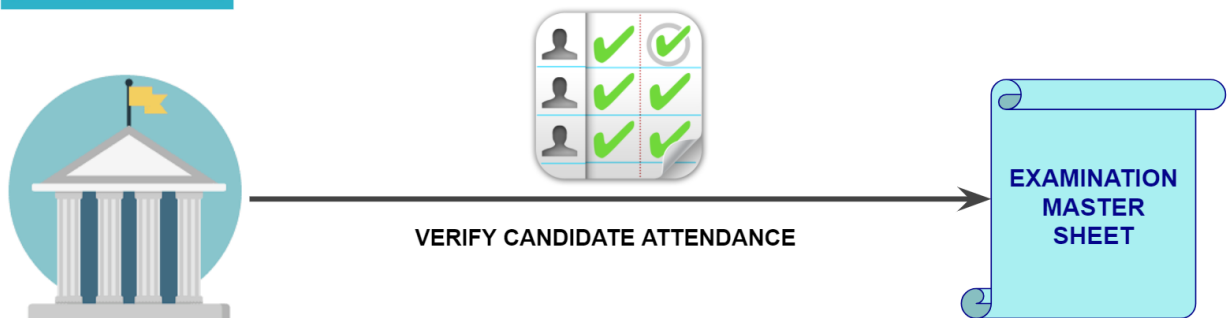 VERIFY CANDIDATE ATTENDANCE
EXAMINATION
MASTER
SHEET